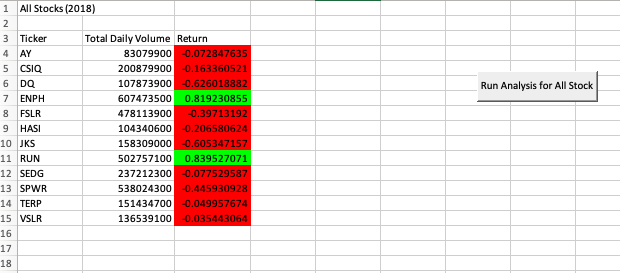 1 All Stocks (2018)
2
3 Ticker Total Daily Volume Return
4 AY 83079900 -0.072847635
5 CSIQ 200879900 -0.163360521
6 DQ 107873900 -0.626018882
Run Analysis for All Stock
7 ENPH 607473500 0.819230855
8 FSLR 478113900 -0.39713192
9 HASI 104340600 -0.206580624
10 JKS 158309000 -0.605347157
11 RUN 502757100 0.839527071
12 SEDG 237212300 -0.077529587
13 SPWR 538024300 -0.445930928
14 TERP 151434700 -0.049957674
15 VSLR 136539100 -0.035443064
16
17
18